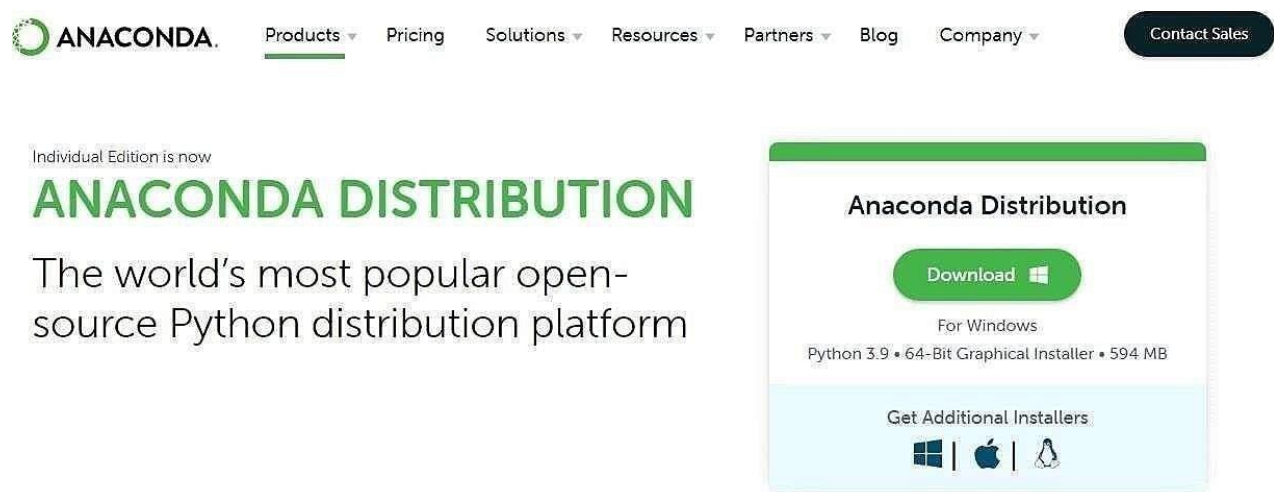 ANACONDA.
Products
Pricing
Solutions
Resources
Partners
Blog
Company
Contact Sales
Individual Edition is now
ANACONDA DISTRIBUTION
The world's most popular open-
source Python distribution platform
Anaconda Distribution
Download
For Windows
Python 3.9 • 64-Bit Graphical Installer • 594 MB
Get Additional Installers